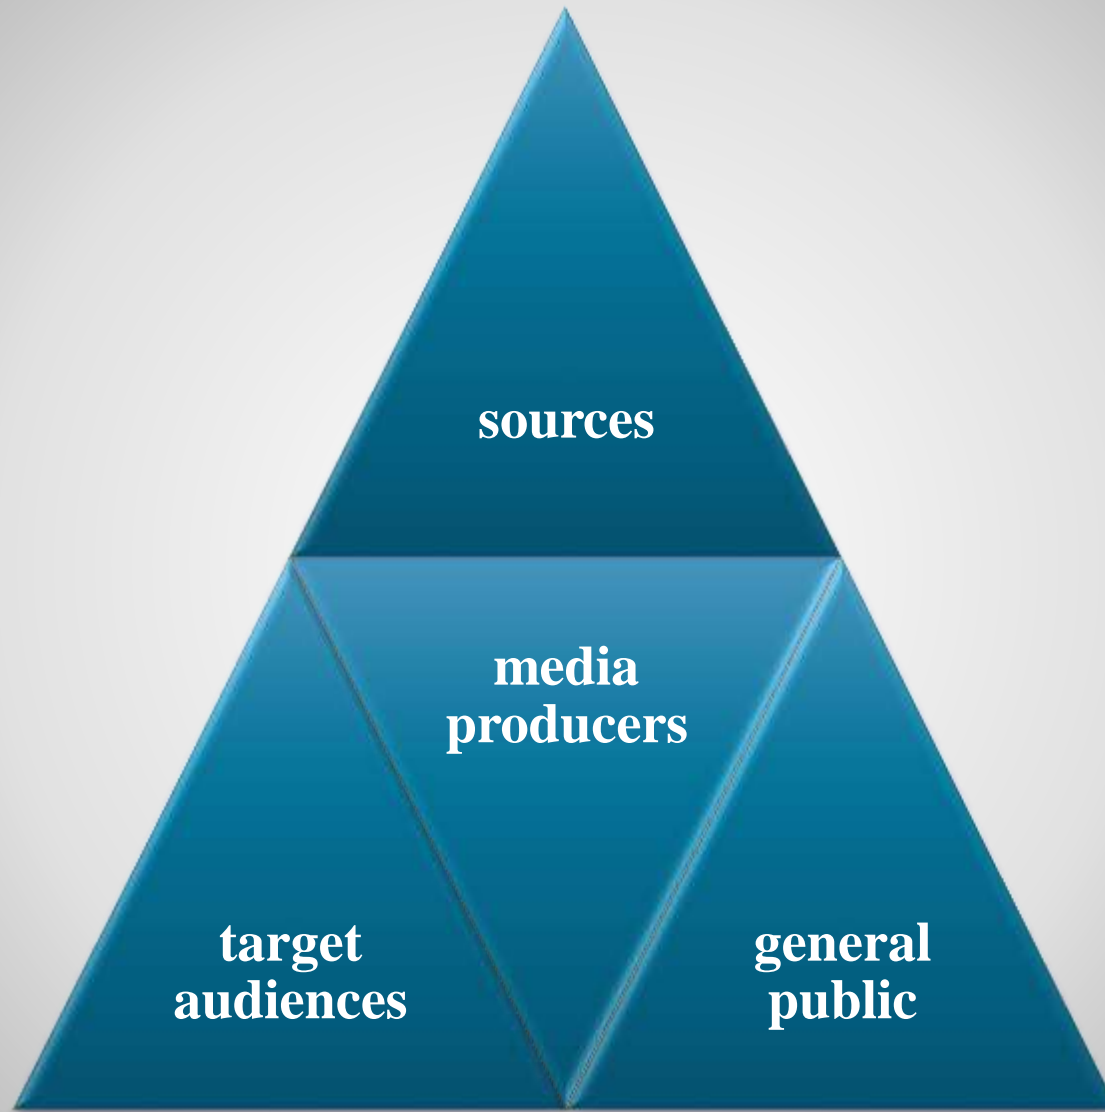 sources
media
producers
target
audiences
general
public